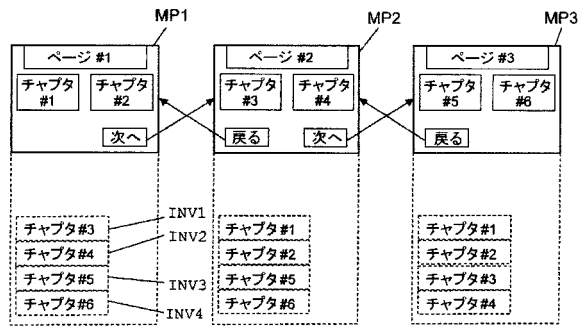 MP1
MP2
MP3
ページ #1
ページ #2
ページ #3
チャプタ
#1
チャプタ
#2
チャプタ
#3
チャプタ
#4
チャプタ
#5
チャプタ
#6
次へ
戻る
次へ
戻る
チャプタ#3
チャプタ#4
チャプタ#5
チャプタ#6
INV1
INV2
INV3
INV4
チャプタ#1
チャプタ#2
チャプタ#5
チャプタ#6
チャプタ#1
チャプタ#2
チャプタ#3
チャプタ#4